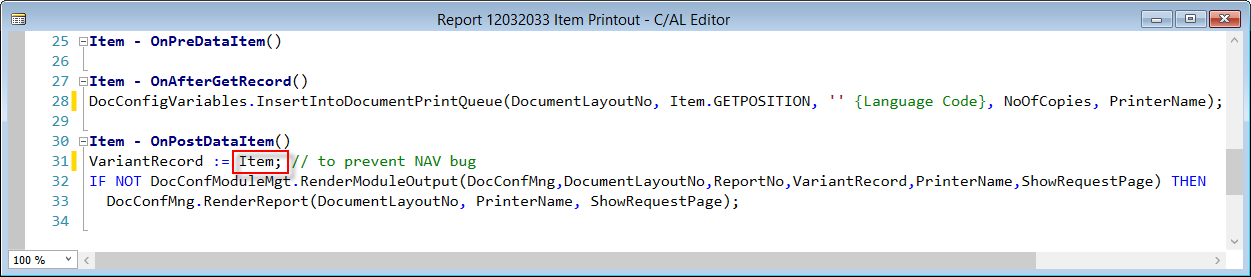 Report 12032033 Item Printout - C/AL Editor
25 Item - OnPreDataItem()
26
27 Item - OnAfterGetRecord()
28 DocConfigVariables.InsertIntoDocumentPrintQueue(DocumentLayoutNo, Item.GETPOSITION, '' {Language Code}, NoOfCopies, PrinterName);
29
30 Item - OnPostDataItem()
31 VariantRecord := Item; // to prevent NAV bug
32 IF NOT DocConfModuleMgt.RenderModuleOutput(DocConfMng,DocumentLayoutNo,ReportNo,VariantRecord,PrinterName,ShowRequestPage) THEN
33 DocConfMng.RenderReport(DocumentLayoutNo, PrinterName, ShowRequestPage);
34
100 %